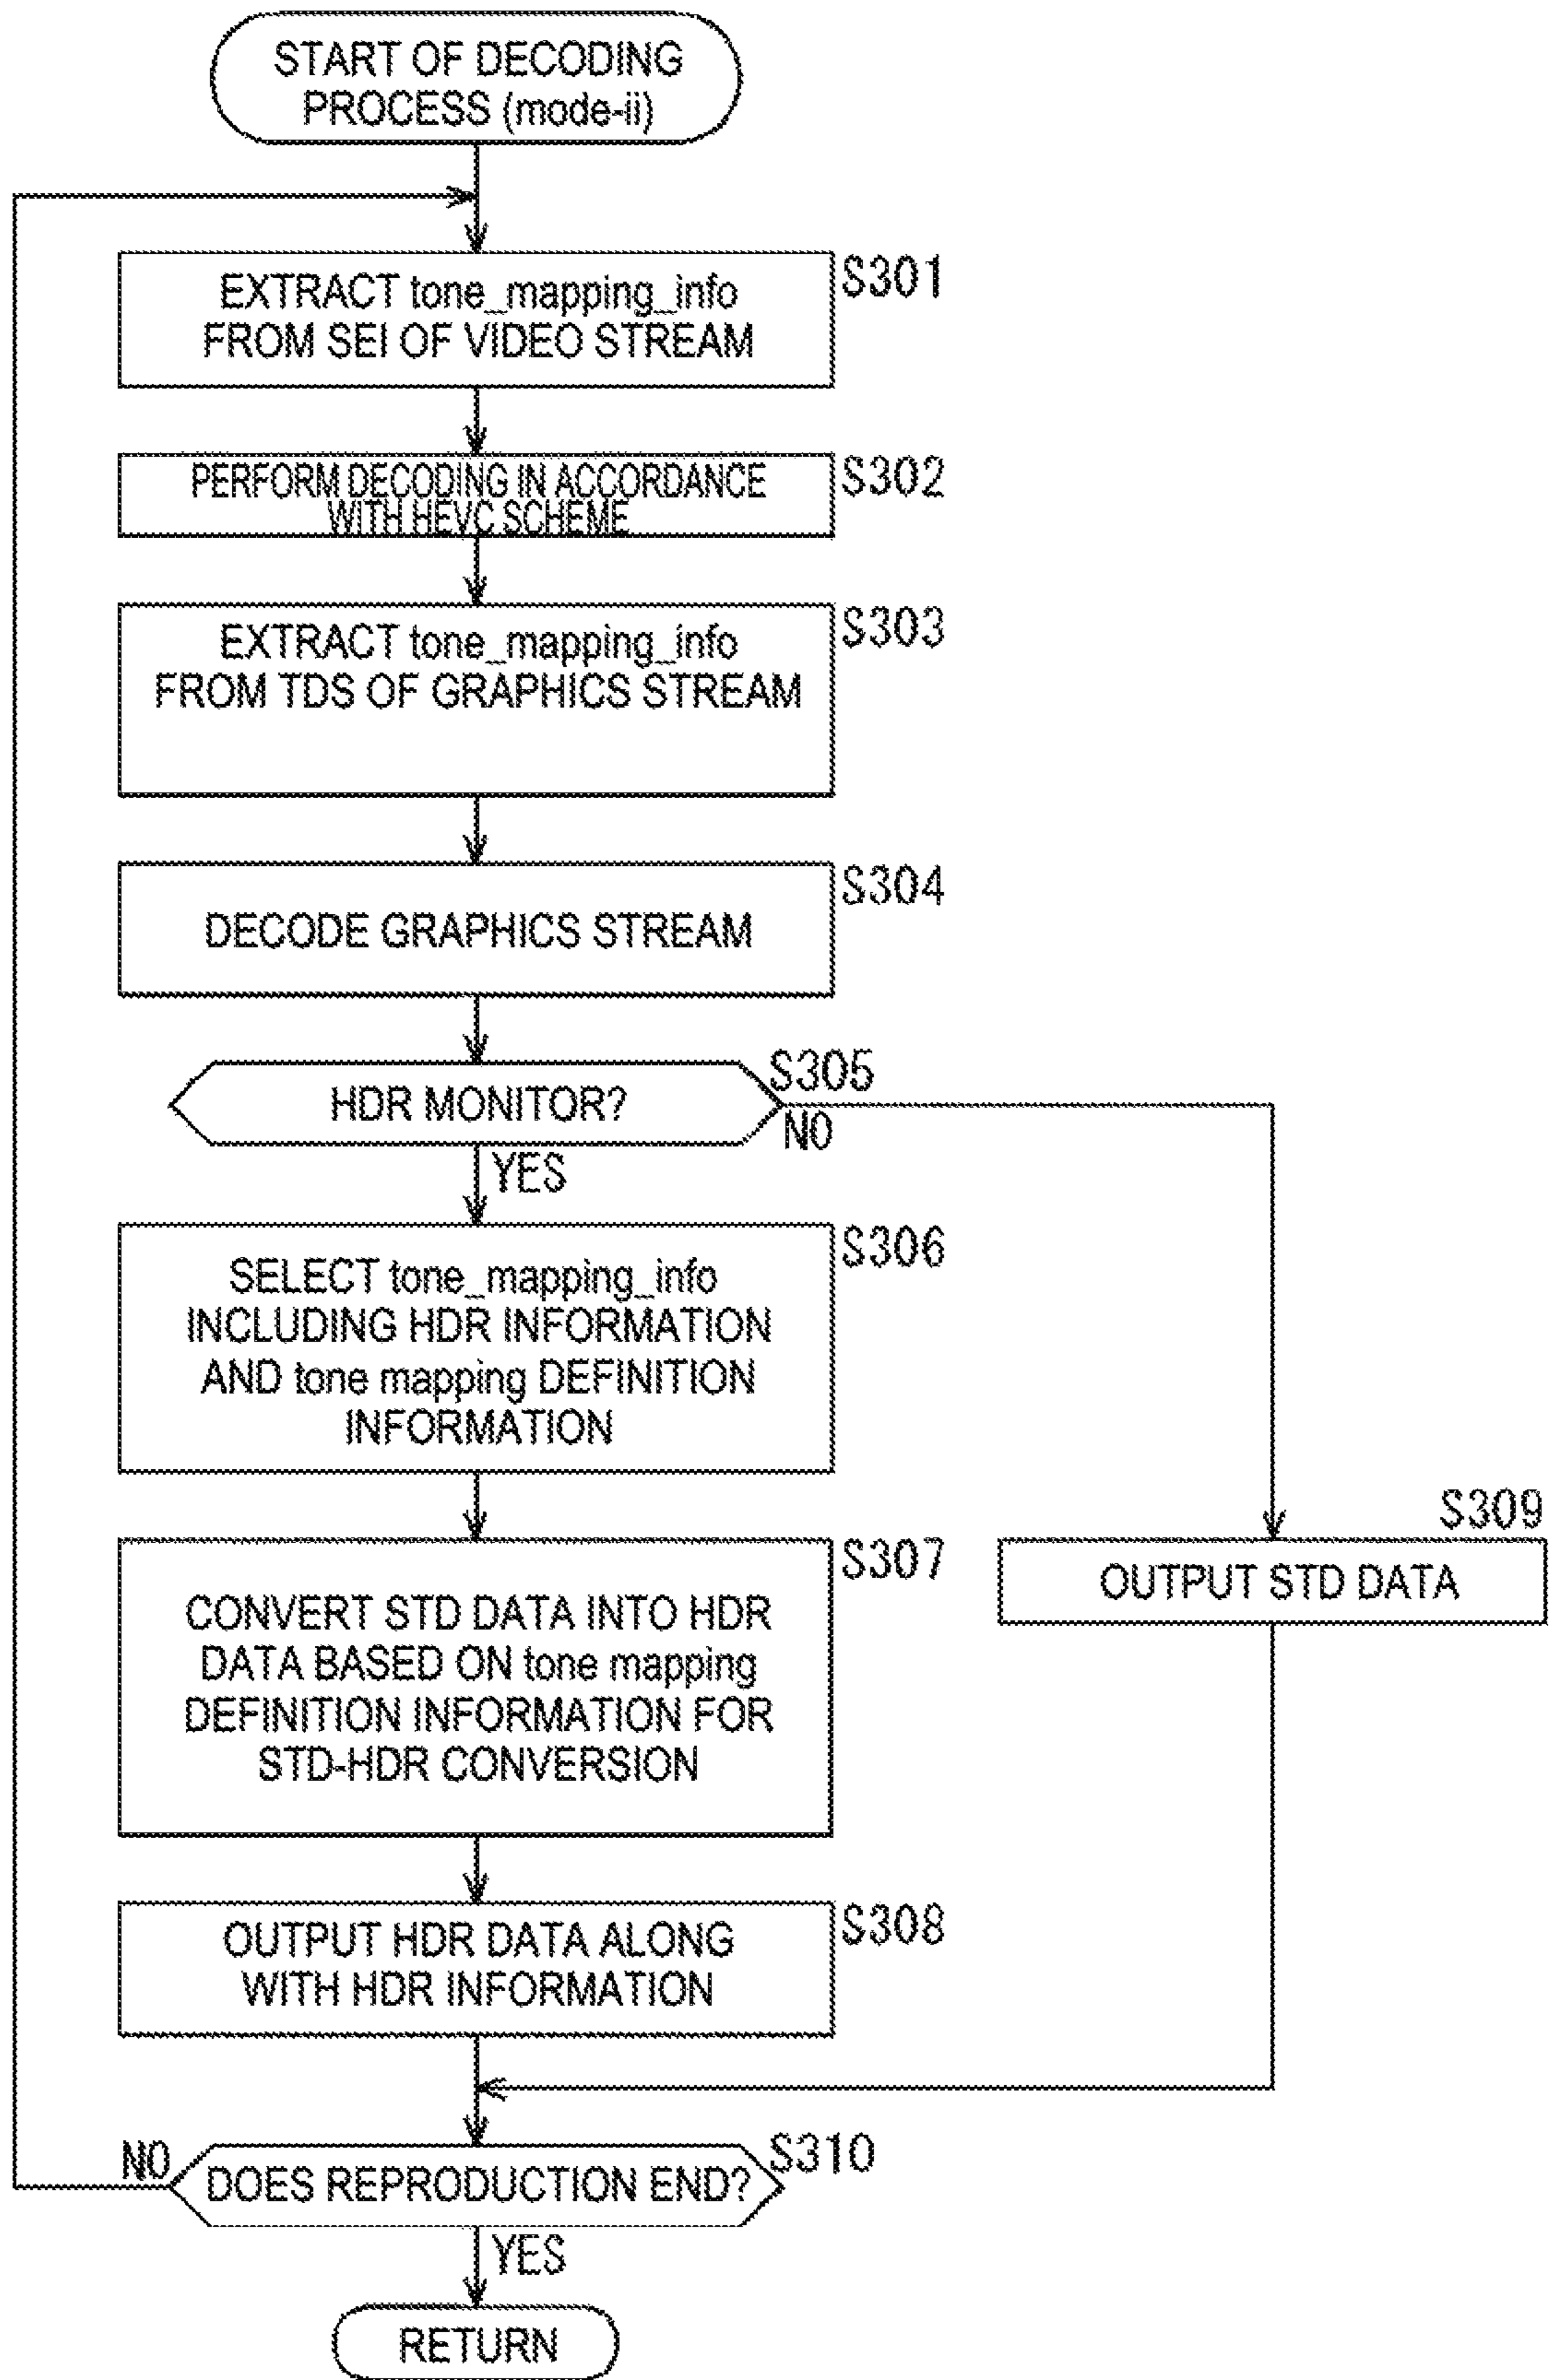 START OF DECODING
PROCESS (mode-ii)
S301
EXTRACT tone_mapping_info
FROM SEI OF VIDEO STREAM
S302
PERFORM DECODING IN ACCORDANCE
WITH HEVC SCHEME
S303
EXTRACT tone_mapping_info
FROM TDS OF GRAPHICS STREAM
S304
DECODE GRAPHICS STREAM
S305
HDR MONITOR?
NO
YES
S306
SELECT tone_mapping_info
INCLUDING HDR INFORMATION
AND tone mapping DEFINITION
INFORMATION
S309
OUTPUT STD DATA
S307
CONVERT STD DATA INTO HDR
DATA BASED ON tone mapping
DEFINITION INFORMATION FOR
STD-HDR CONVERSION
S308
OUTPUT HDR DATA ALONG
WITH HDR INFORMATION
NO
S310
DOES REPRODUCTION END?
YES
RETURN